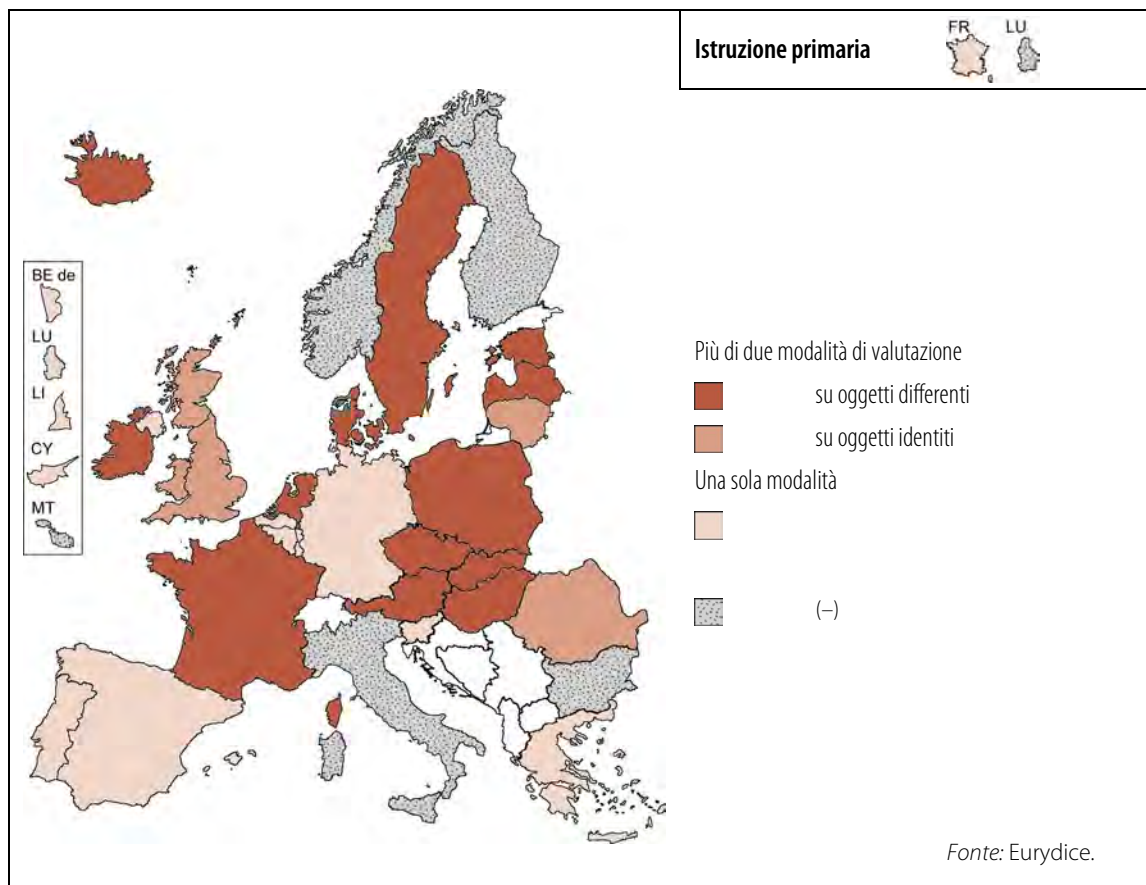 Istruzione primaria
FR
LU
BE de
LU
LI
CY
MT
Più di due modalità di valutazione
su oggetti differenti
su oggetti identiti
Una sola modalità
(–)
Fonte: Eurydice.